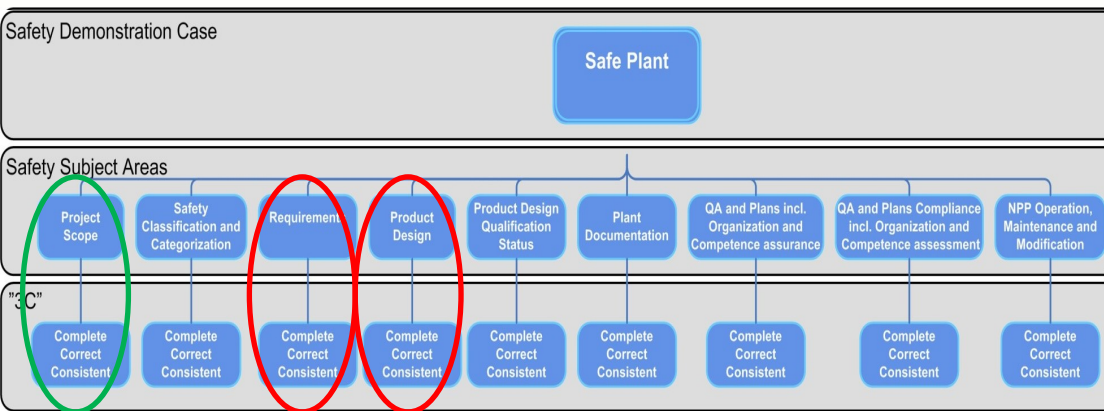 Safety Demonstration Case
Safe Plant
Safety Subject Areas
Project
Scope
Safety
Classification and
Categorization
Requirements
Product
Design
Product Design
Qualification
Status
Plant
Documentation
QA and Plans incl.
Organization and
Competence assurance
QA and Plans Compliance
incl. Organization and
Competence assessment
NPP Operation,
Maintenance and
Modification
”3C”
Complete
Correct
Consistent
Complete
Correct
Consistent
Complete
Correct
Consistent
Complete
Correct
Consistent
Complete
Correct
Consistent
Complete
Correct
Consistent
Complete
Correct
Consistent
Complete
Correct
Consistent
Complete
Correct
Consistent